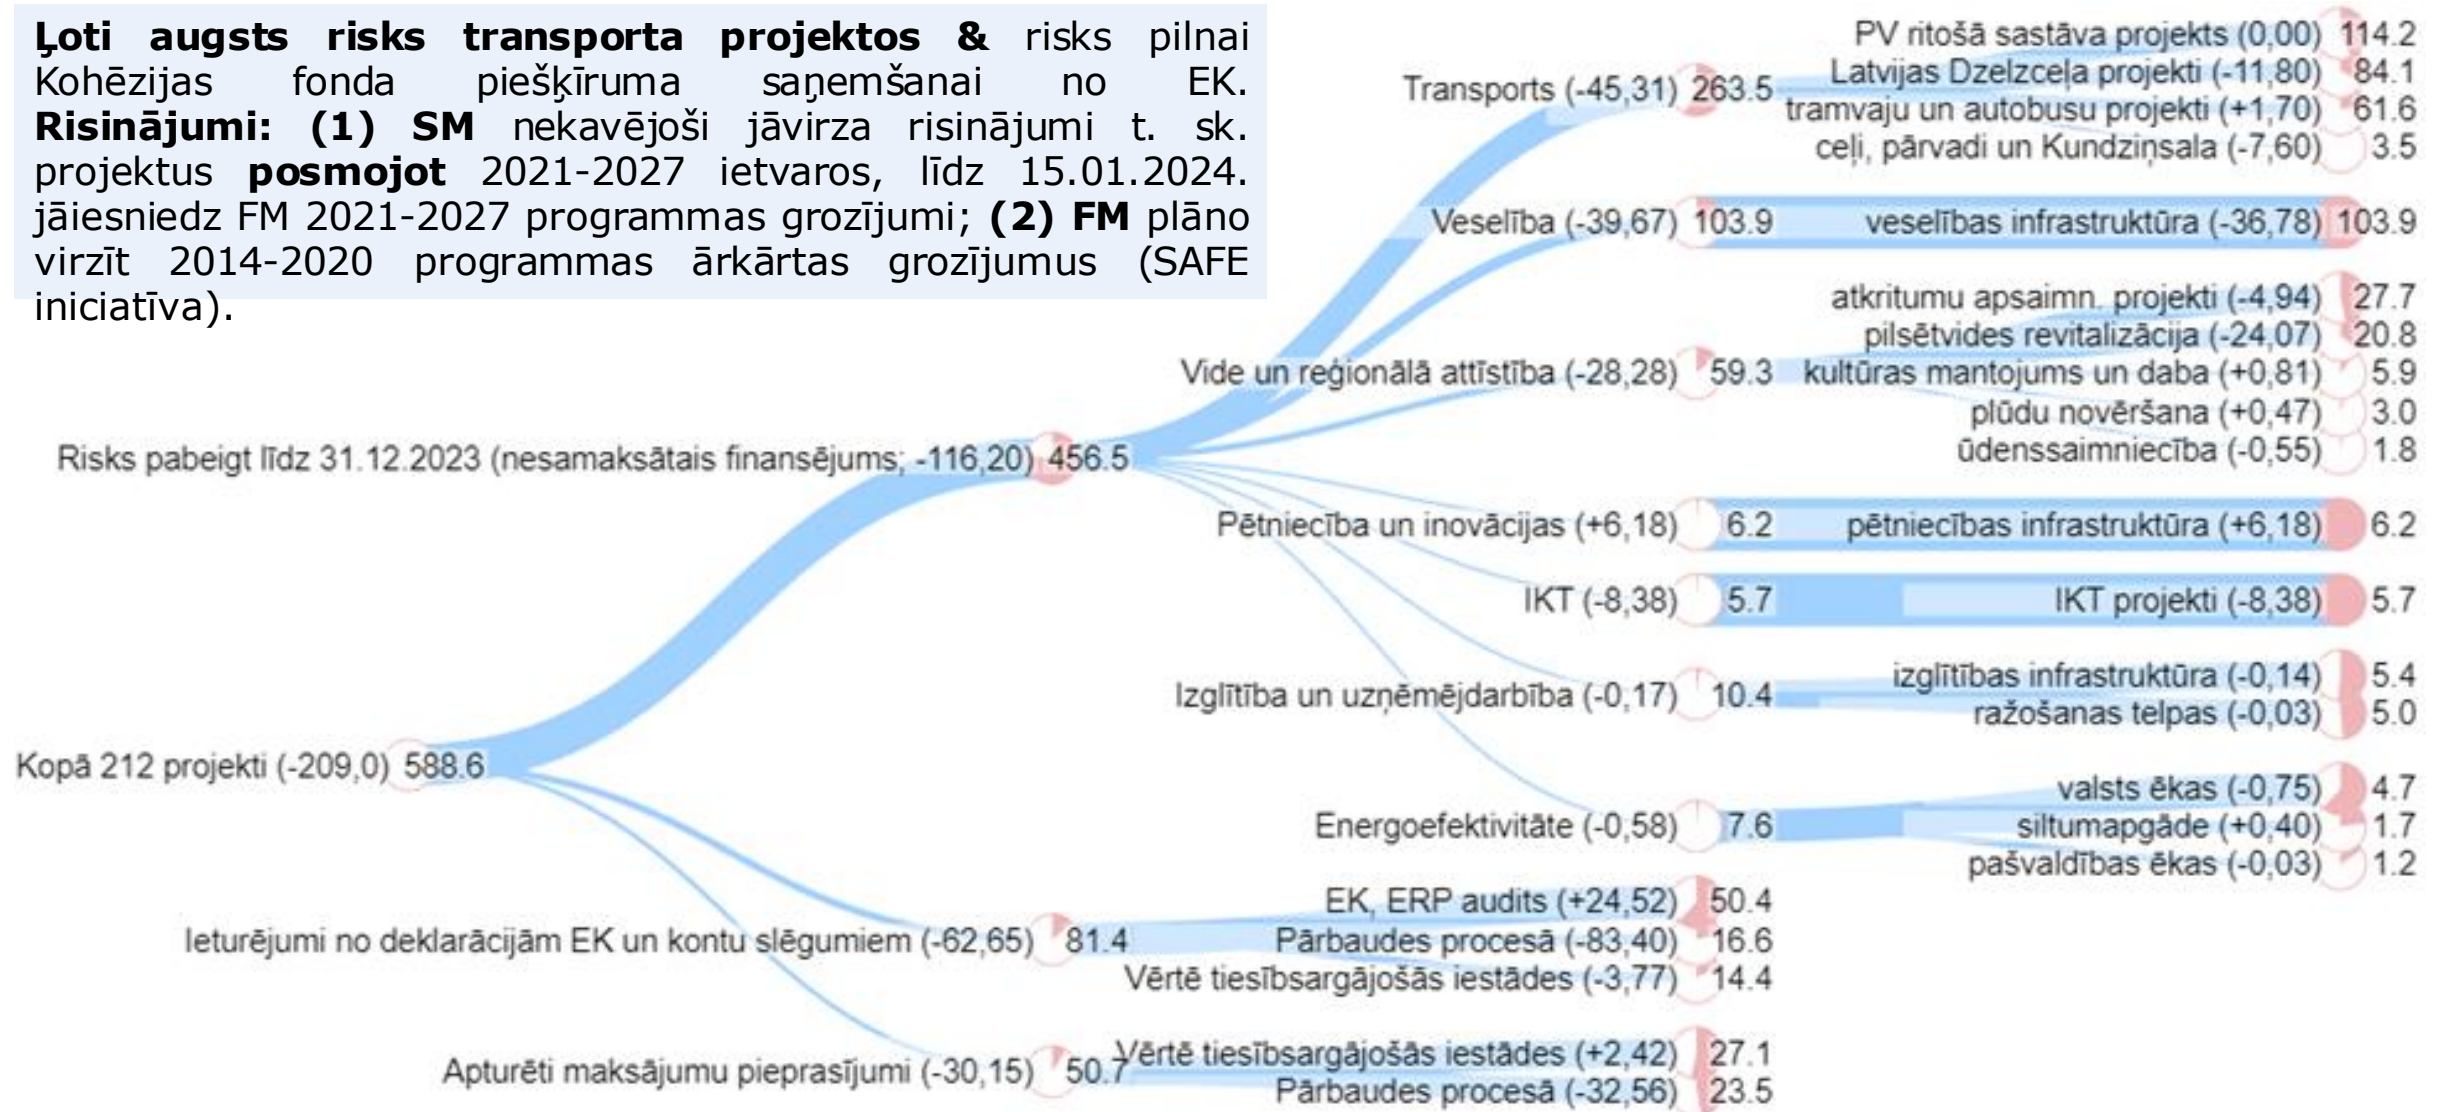 Ļoti augsts risks transporta projektos & risks pilnai
Kohēzijas fonda piešķīruma saņemšanai no EK.
Risinājumi: (1) SM nekavējoši jāvirza risinājumi t. sk.
projektus posmojot 2021-2027 ietvaros, līdz 15.01.2024.
jāiesniedz FM 2021-2027 programmas grozījumi; (2) FM plāno
virzīt 2014-2020 programmas ārkārtas grozījumus (SAFE
iniciatīva).
Kopā 212 projekti (-209,0) 588.6
Risks pabeigt līdz 31.12.2023 (nesamaksātais finansējums; -116,20) 456.5
Transports (-45,31) 263.5
PV ritošā sastāva projekts (0,00) 114.2
Latvijas Dzelzceļa projekti (-11,80) 84.1
tramvaju un autobusu projekti (+1,70) 61.6
ceļi, pārvadi un Kundziņsala (-7,60) 3.5
Veselība (-39,67) 103.9
veselības infrastruktūra (-36,78) 103.9
Vide un reģionālā attīstība (-28,28) 59.3
atkritumu apsaimn. projekti (-4,94) 27.7
pilsētvides revitalizācija (-24,07) 20.8
kultūras mantojums un daba (+0,81) 5.9
plūdu novēršana (+0,47) 3.0
ūdenssaimniecība (-0,55) 1.8
Pētniecība un inovācijas (+6,18) 6.2
pētniecības infrastruktūra (+6,18) 6.2
IKT (-8,38) 5.7
IKT projekti (-8,38) 5.7
Izglītība un uzņēmējdarbība (-0,17) 10.4
izglītības infrastruktūra (-0,14) 5.4
ražošanas telpas (-0,03) 5.0
Energoefektivitāte (-0,58) 7.6
valsts ēkas (-0,75) 4.7
siltumapgāde (+0,40) 1.7
pašvaldības ēkas (-0,03) 1.2
Ieturējumi no deklarācijām EK un kontu slēgumiem (-62,65) 81.4
EK, ERP audits (+24,52) 50.4
Pārbaudes procesā (-83,40) 16.6
Vērtē tiesībsargājošās iestādes (-3,77) 14.4
Apturēti maksājumu pieprasījumi (-30,15) 50.7
Vērtē tiesībsargājošās iestādes (+2,42) 27.1
Pārbaudes procesā (-32,56) 23.5